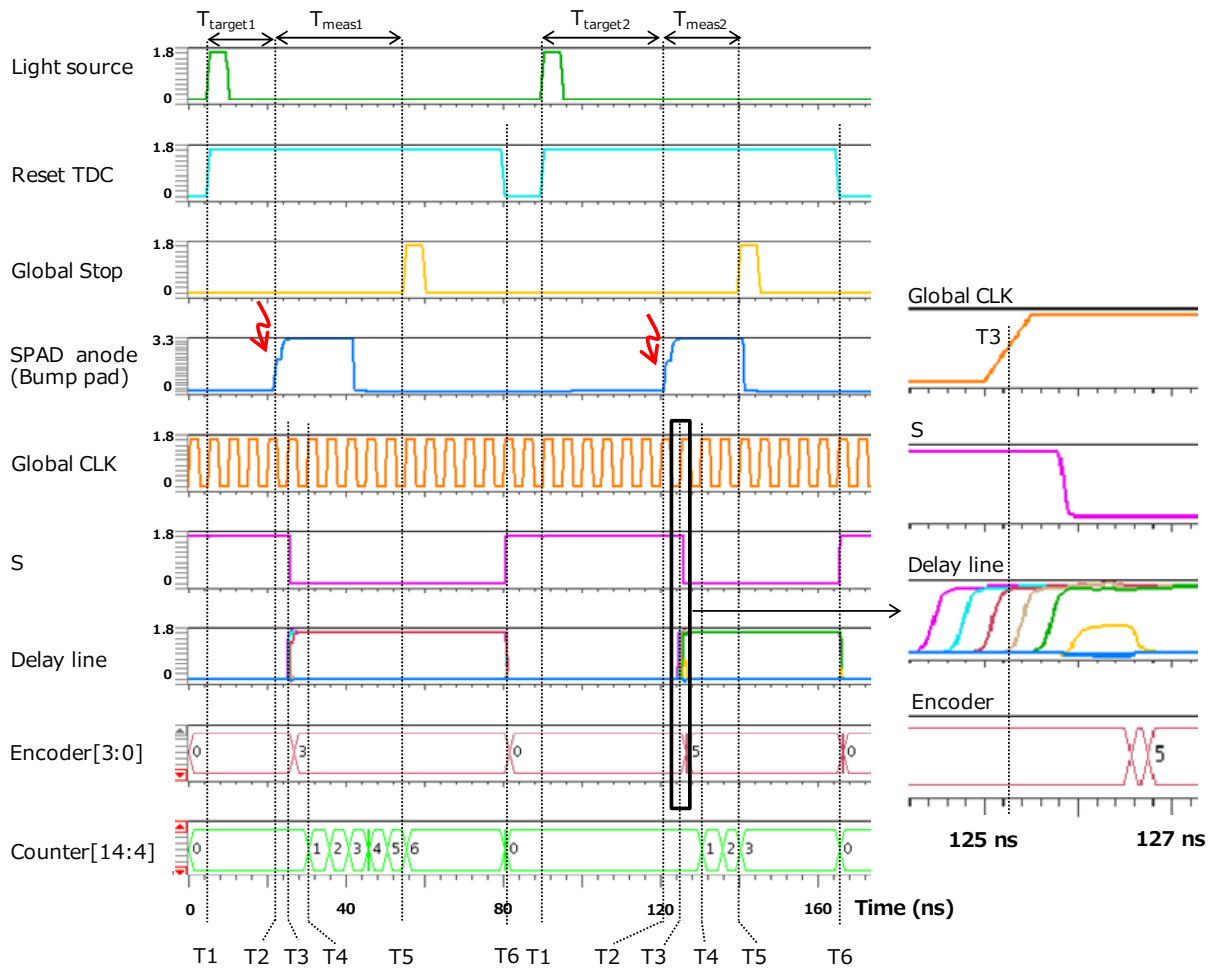 T_target1 T_meas1 T_target2 T_meas2
Light source
1.8
0
Reset TDC
1.8
0
Global Stop
1.8
0
SPAD anode
(Bump pad)
3.3
0
Global CLK
1.8
0
S
1.8
0
Delay line
1.8
0
Encoder[3:0]
0 3 0 5 0
Counter[14:4]
0 1 2 3 4 5 6 0 1 2 3 0
0 40 80 120 160 Time (ns)
T1 T2 T3 T4 T5 T6 T1 T2 T3 T4 T5 T6
Global CLK
T3
S
Delay line
Encoder
5
125 ns 127 ns